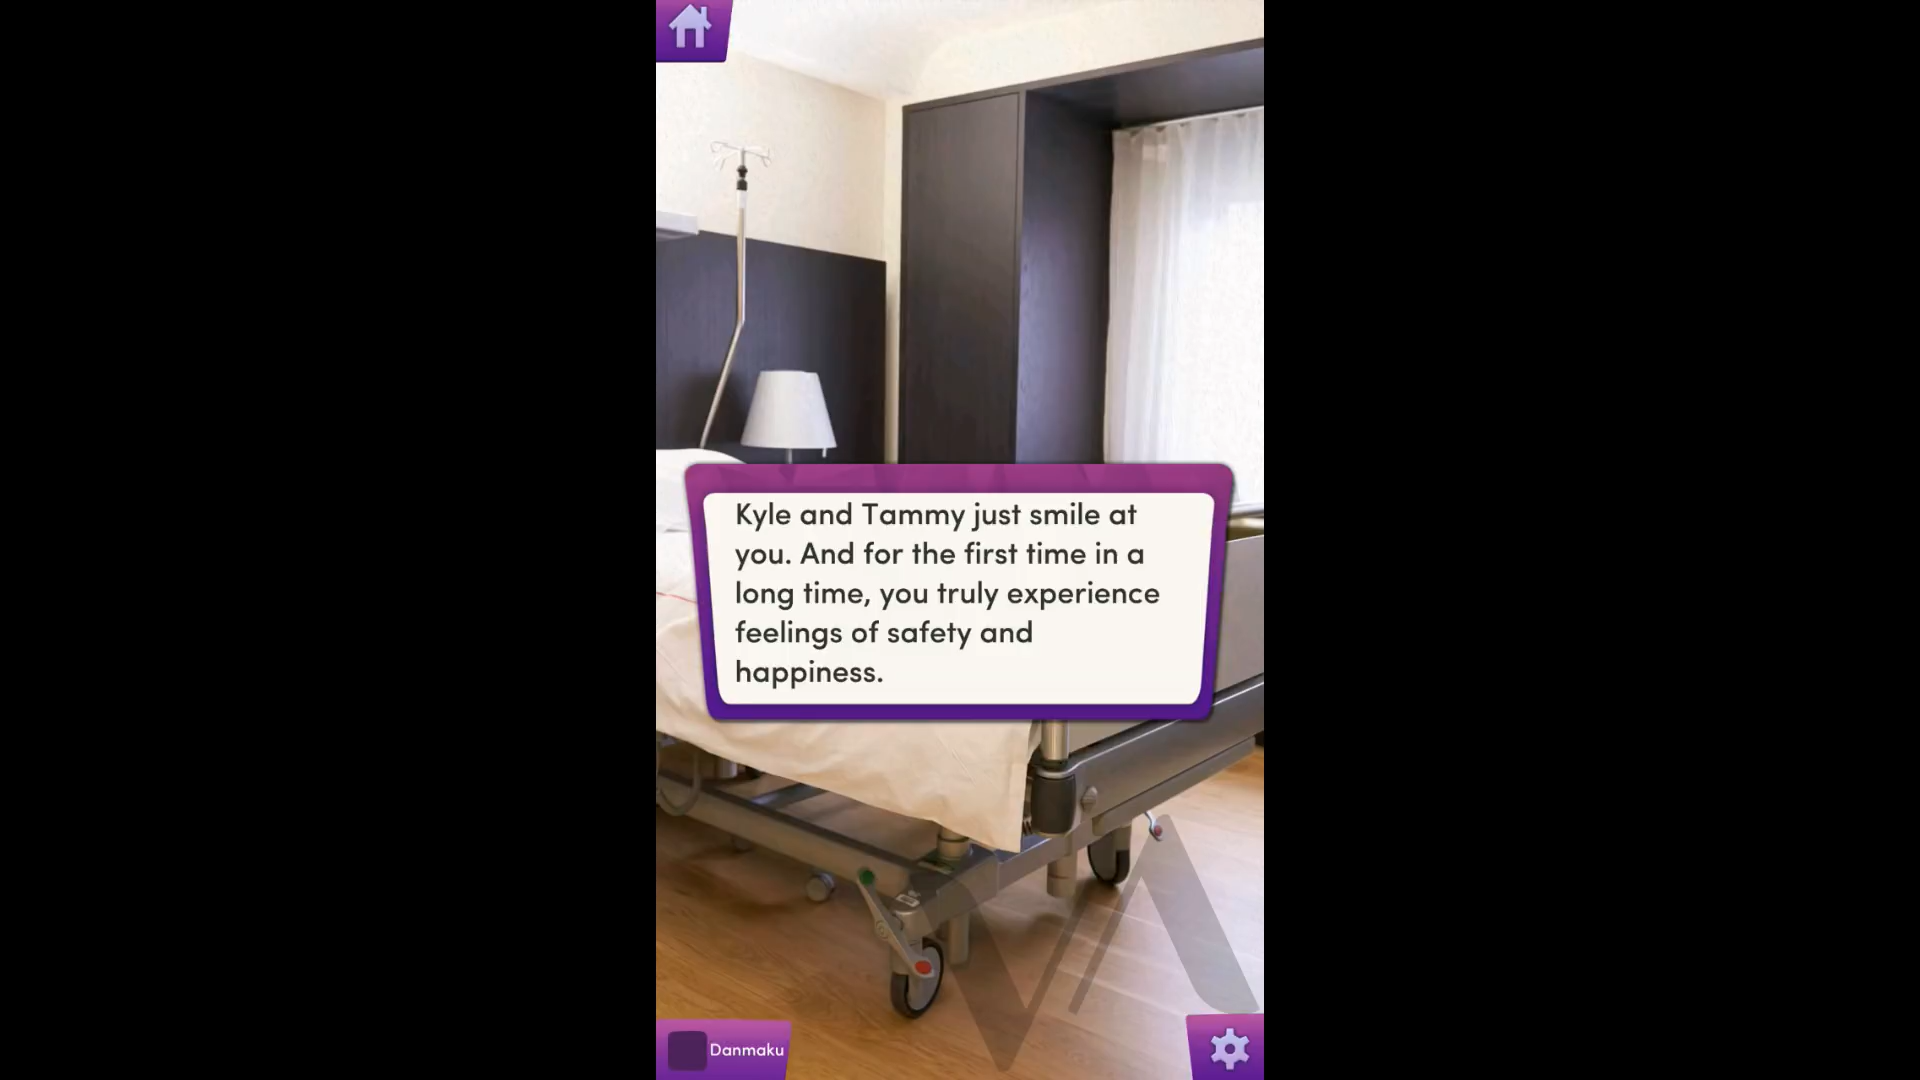 Kyle and Tammy just smile at
you. And for the first time in a
long time, you truly experience
feelings of safety and
happiness.
Danmaku